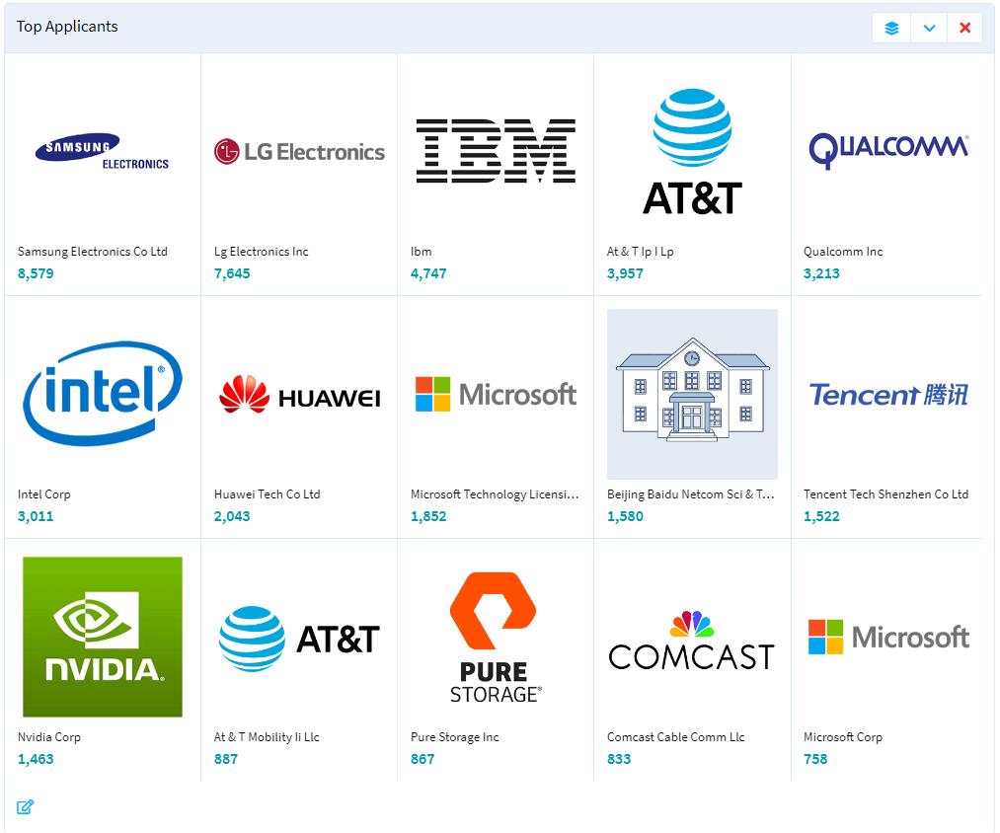 Top Applicants
SAMSUNG
ELECTRONICS
LG LG Electronics
IBM
AT&T
QUALCOMM®
Samsung Electronics Co Ltd
8,579
Lg Electronics Inc
7,645
Ibm
4,747
At & T Ip I Lp
3,957
Qualcomm Inc
3,213
intel®
HUAWEI
Microsoft
Tencent 腾讯
Intel Corp
3,011
Huawei Tech Co Ltd
2,043
Microsoft Technology Licensi...
1,852
Beijing Baidu Netcom Sci & T...
1,580
Tencent Tech Shenzhen Co Ltd
1,522
NVIDIA®
AT&T
PURE
STORAGE®
COMCAST
Microsoft
Nvidia Corp
1,463
At & T Mobility Ii Llc
887
Pure Storage Inc
867
Comcast Cable Comm Llc
833
Microsoft Corp
758